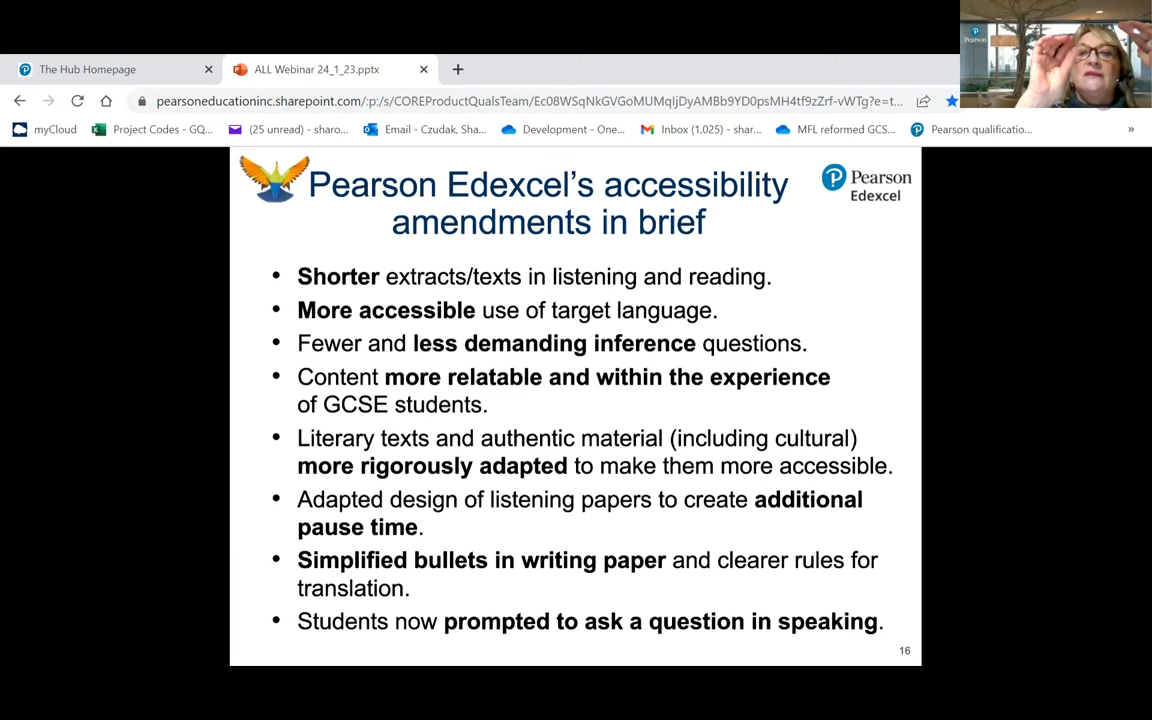 Pearson
The Hub Homepage
ALL Webinar 24_1_23.pptx
pearsoneducationinc.sharepoint.com/:p:/s/COREProductQualsTeam/Ec08WSqNkGVGoMUMqIjDyAMBb9YD0psMH4tf9zZrf-vWTg?e=t...
myCloud
Project Codes - GQ...
(25 unread) - sharo...
Email - Czudak, Sha...
Development - One...
Inbox (1,025) - shar...
MFL reformed GCS...
Pearson qualificatio...
»
Pearson Edexcel's accessibility
amendments in brief
Pearson
Edexcel
• Shorter extracts/texts in listening and reading.
• More accessible use of target language.
• Fewer and less demanding inference questions.
• Content more relatable and within the experience
of GCSE students.
• Literary texts and authentic material (including cultural)
more rigorously adapted to make them more accessible.
• Adapted design of listening papers to create additional
pause time.
• Simplified bullets in writing paper and clearer rules for
translation.
• Students now prompted to ask a question in speaking.
16